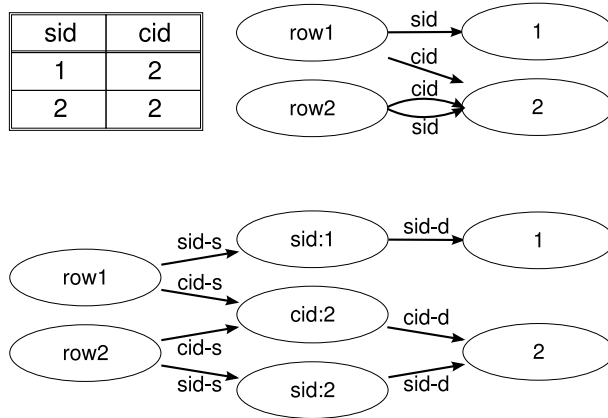 sid cid
1 2
2 2
row1 sid 1
cid
row2 cid 2
sid
sid-s sid:1 sid-d 1
row1
cid-s cid:2 cid-d
row2 cid-s 2
sid-s sid:2 sid-d